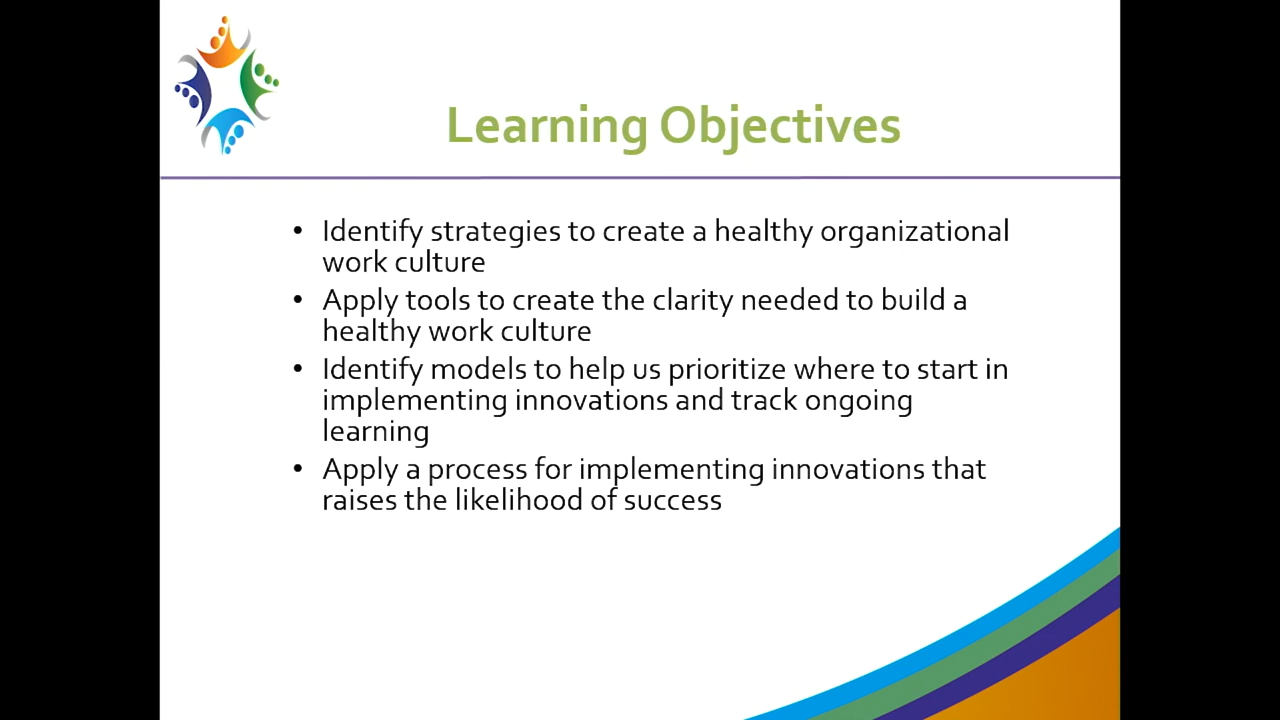 Learning Objectives
• Identify strategies to create a healthy organizational
work culture
• Apply tools to create the clarity needed to build a
healthy work culture
• Identify models to help us prioritize where to start in
implementing innovations and track ongoing
learning
• Apply a process for implementing innovations that
raises the likelihood of success